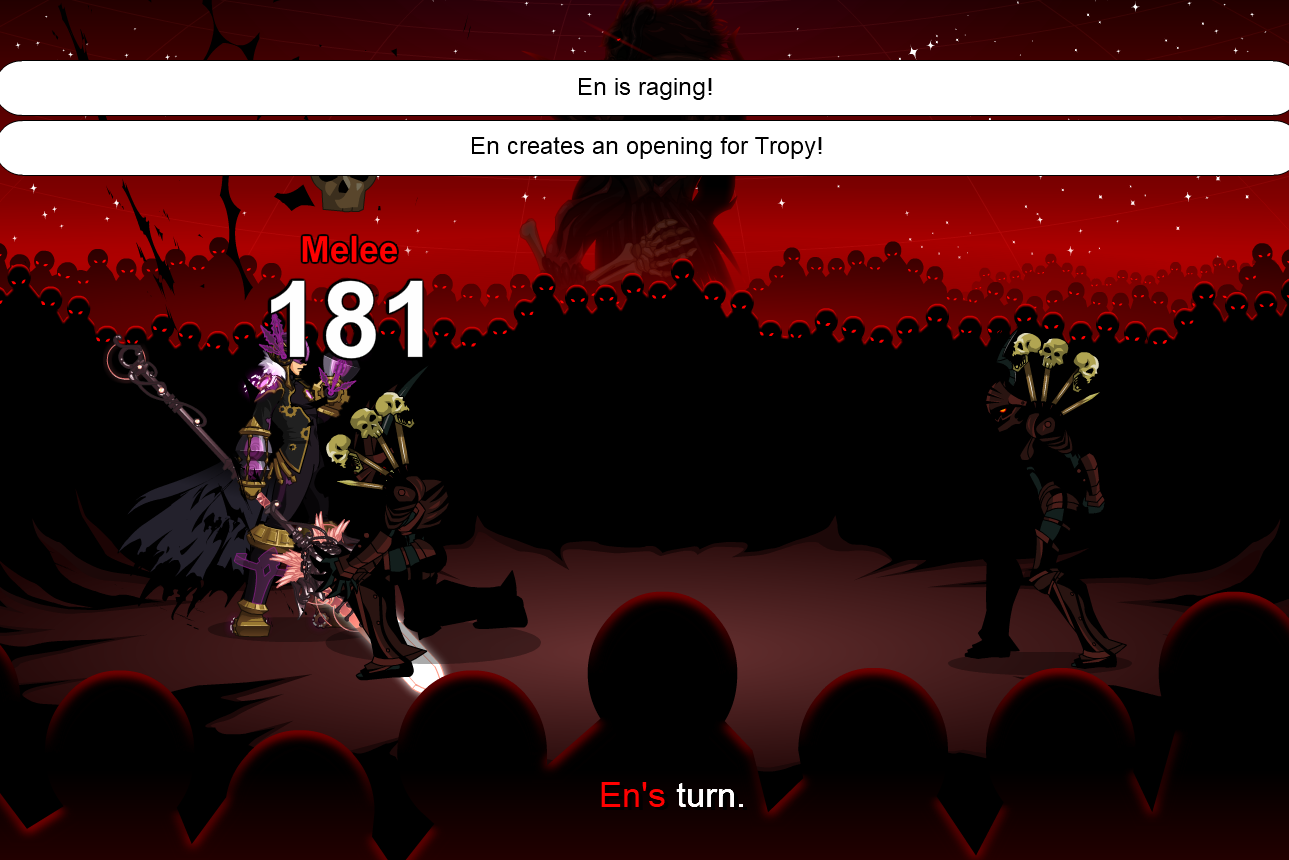 En is raging!
En creates an opening for Tropy!
Melee
181
En's turn.